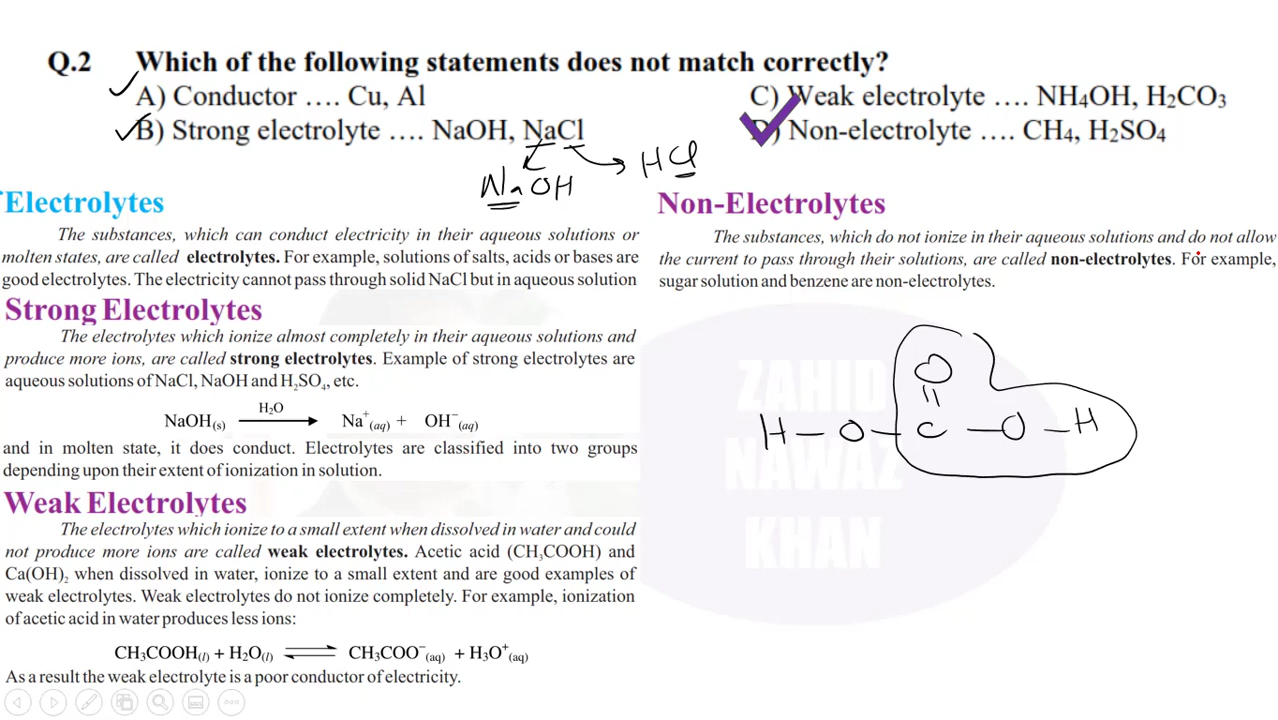 Q.2 Which of the following statements does not match correctly?
A) Conductor .... Cu, Al
B) Strong electrolyte .... NaOH, NaCl
C) Weak electrolyte .... NH₄OH, H₂CO₃
D) Non-electrolyte .... CH₄, H₂SO₄
NaOH
HCl
Electrolytes
The substances, which can conduct electricity in their aqueous solutions or
molten states, are called electrolytes. For example, solutions of salts, acids or bases are
good electrolytes. The electricity cannot pass through solid NaCl but in aqueous solution
Strong Electrolytes
The electrolytes which ionize almost completely in their aqueous solutions and
produce more ions, are called strong electrolytes. Example of strong electrolytes are
aqueous solutions of NaCl, NaOH and H₂SO₄, etc.
H₂O
NaOH(s) ⟶ Na⁺(aq) + OH⁻(aq)
and in molten state, it does conduct. Electrolytes are classified into two groups
depending upon their extent of ionization in solution.
Weak Electrolytes
The electrolytes which ionize to a small extent when dissolved in water and could
not produce more ions are called weak electrolytes. Acetic acid (CH₃COOH) and
Ca(OH)₂ when dissolved in water, ionize to a small extent and are good examples of
weak electrolytes. Weak electrolytes do not ionize completely. For example, ionization
of acetic acid in water produces less ions:
CH₃COOH(l) + H₂O(l) ⇌ CH₃COO⁻(aq) + H₃O⁺(aq)
As a result the weak electrolyte is a poor conductor of electricity.
Non-Electrolytes
The substances, which do not ionize in their aqueous solutions and do not allow
the current to pass through their solutions, are called non-electrolytes. For example,
sugar solution and benzene are non-electrolytes.
O
H — O — C — O — H
ZAHID
NAWAZ
KHAN